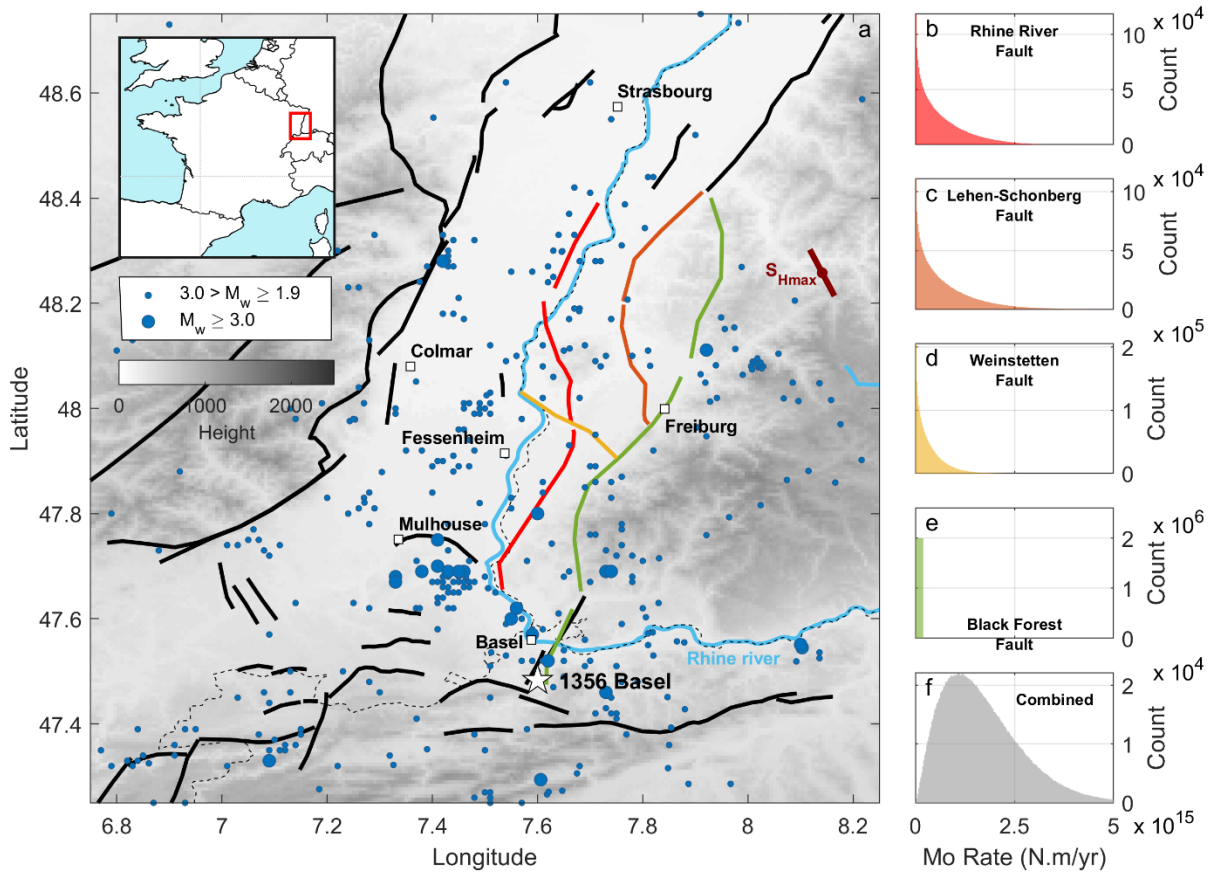 a
48.6
48.4
48.2
48
47.8
47.6
47.4
Latitude
6.8
7
7.2
7.4
7.6
7.8
8
8.2
Longitude
3.0 > Mw ≥ 1.9
Mw ≥ 3.0
0
1000
2000
Height
Strasbourg
SHmax
Colmar
Fessenheim
Freiburg
Mulhouse
Basel
Rhine river
1356 Basel
b
Rhine River
Fault
x 10^4
10
5
0
Count
c
Lehen-Schonberg
Fault
x 10^4
10
5
0
Count
d
Weinstetten
Fault
x 10^5
2
1
0
Count
e
Black Forest
Fault
x 10^6
2
1
0
Count
f
Combined
x 10^4
2
1
0
Count
0
2.5
5
x 10^15
Mo Rate (N.m/yr)